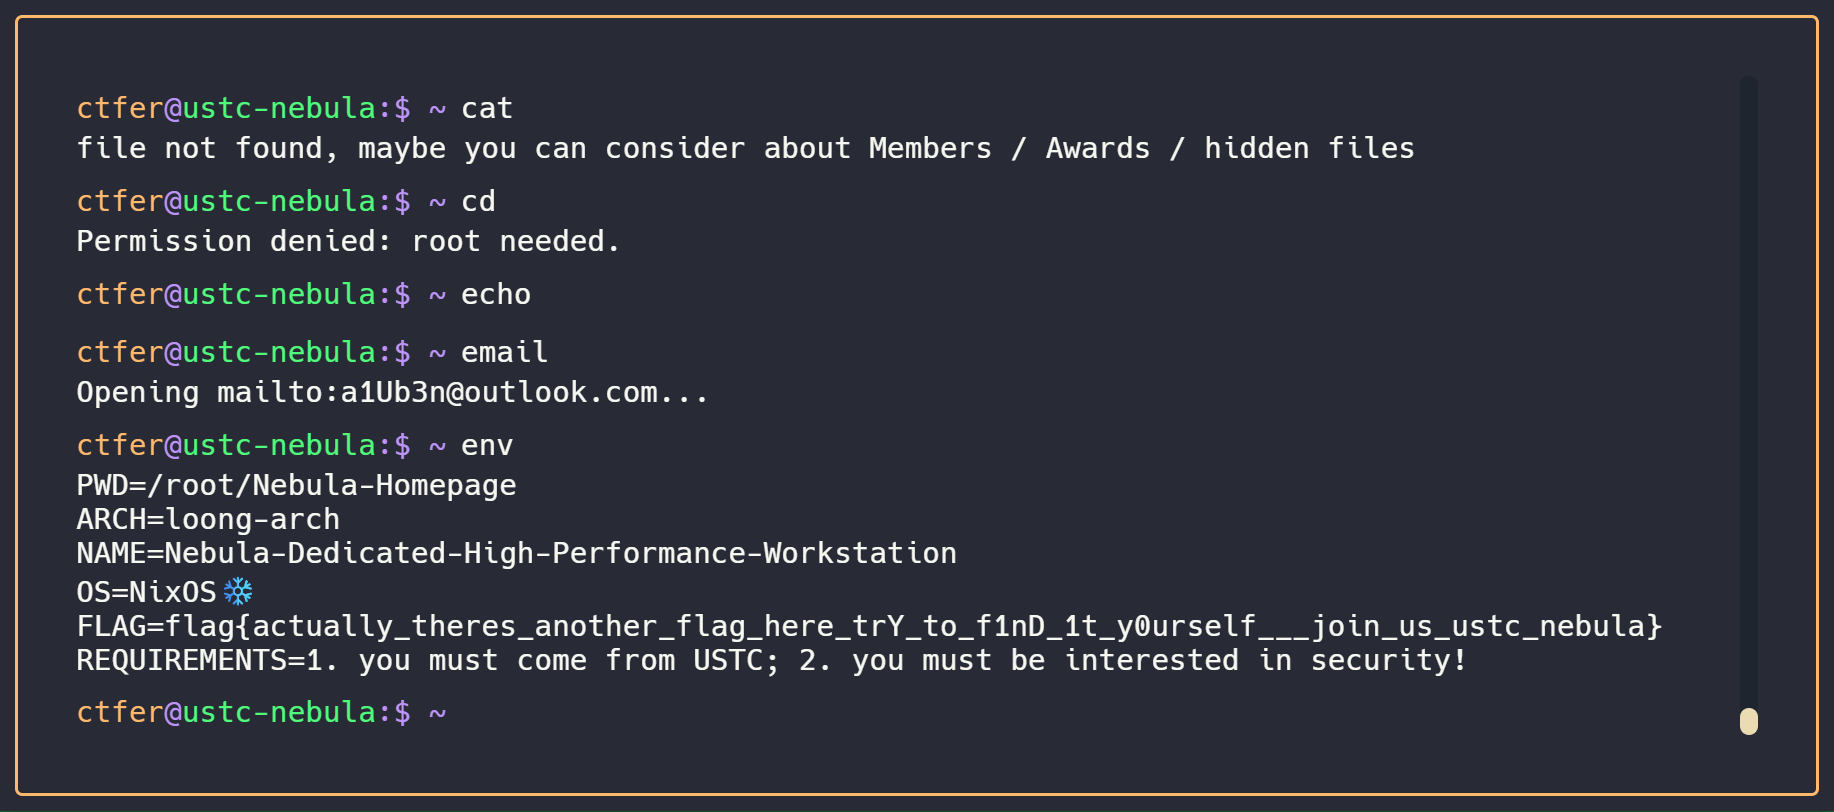 ctfer@ustc-nebula:$ ~ cat
file not found, maybe you can consider about Members / Awards / hidden files
ctfer@ustc-nebula:$ ~ cd
Permission denied: root needed.
ctfer@ustc-nebula:$ ~ echo
ctfer@ustc-nebula:$ ~ email
Opening mailto:a1Ub3n@outlook.com...
ctfer@ustc-nebula:$ ~ env
PWD=/root/Nebula-Homepage
ARCH=loong-arch
NAME=Nebula-Dedicated-High-Performance-Workstation
OS=NixOS❄️
FLAG=flag{actually_theres_another_flag_here_trY_to_f1nD_1t_y0urself___join_us_ustc_nebula}
REQUIREMENTS=1. you must come from USTC; 2. you must be interested in security!
ctfer@ustc-nebula:$ ~